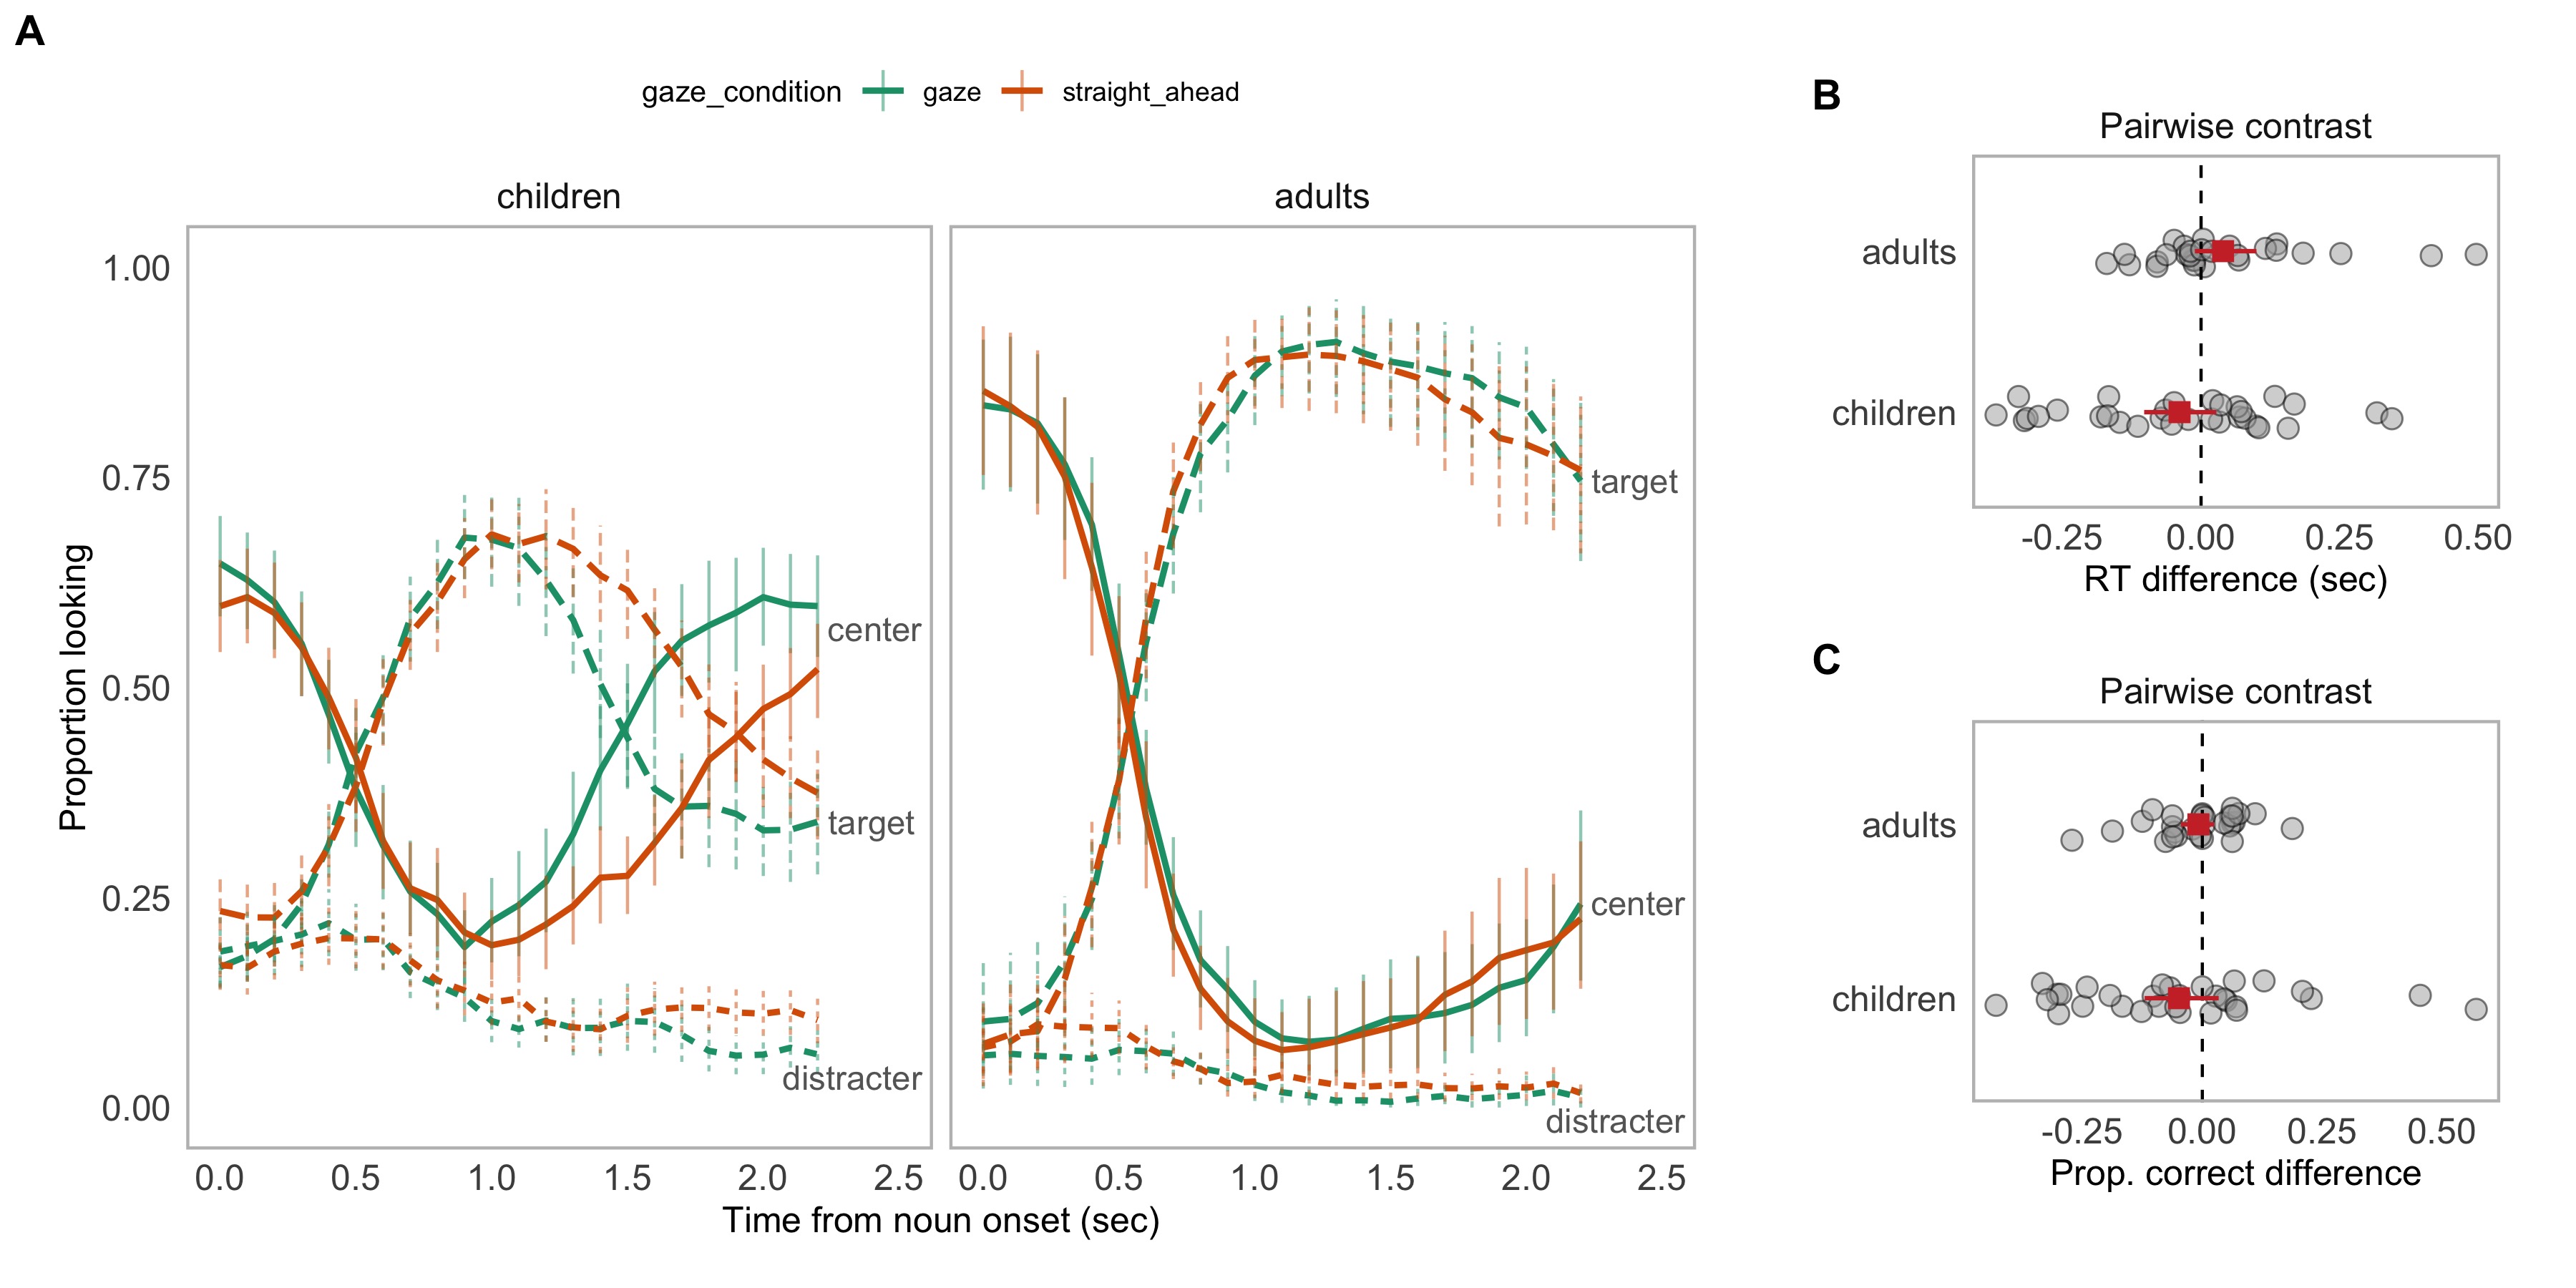 A
gaze_condition gaze straight_ahead
children adults
1.00
0.75
0.50
0.25
0.00
Proportion looking
center
target
distracter
target
center
distracter
0.0 0.5 1.0 1.5 2.0 2.5 0.0 0.5 1.0 1.5 2.0 2.5
Time from noun onset (sec)
B
Pairwise contrast
adults
children
-0.25 0.00 0.25 0.50
RT difference (sec)
C
Pairwise contrast
adults
children
-0.25 0.00 0.25 0.50
Prop. correct difference